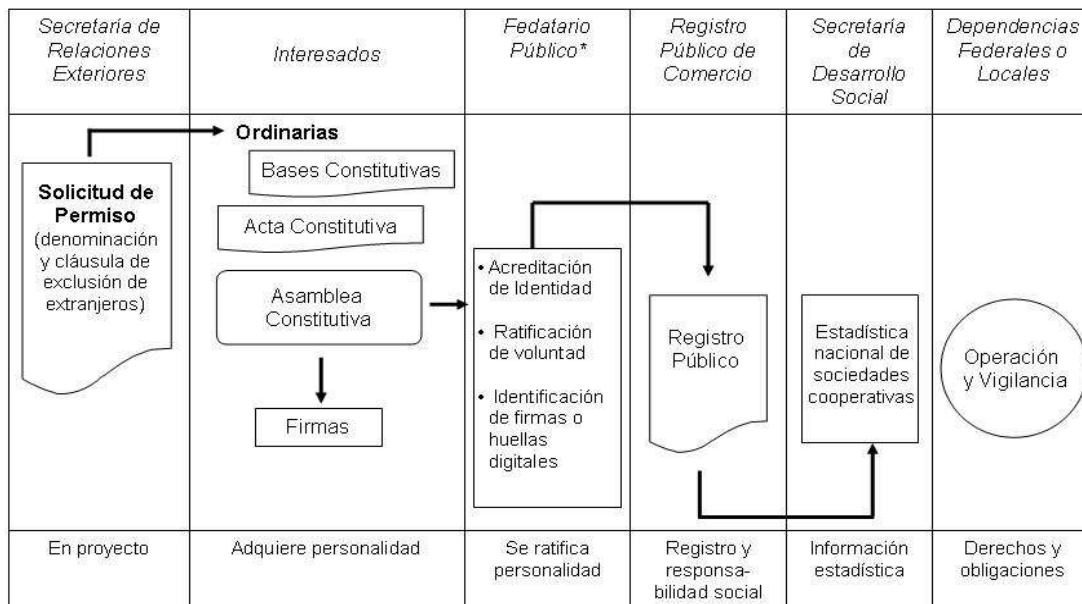 Secretaría de
Relaciones
Exteriores
Interesados
Fedatario
Público*
Registro
Público de
Comercio
Secretaría
de
Desarrollo
Social
Dependencias
Federales o
Locales
Solicitud de
Permiso
(denominación
y cláusula de
exclusión de
extranjeros)
Ordinarias
Bases Constitutivas
Acta Constitutiva
Asamblea
Constitutiva
Firmas
• Acreditación
de Identidad
• Ratificación
de voluntad
• Identificación
de firmas o
huellas
digitales
Registro
Público
Estadística
nacional de
sociedades
cooperativas
Operación
y Vigilancia
En proyecto
Adquiere personalidad
Se ratifica
personalidad
Registro y
responsa-
bilidad social
Información
estadística
Derechos y
obligaciones